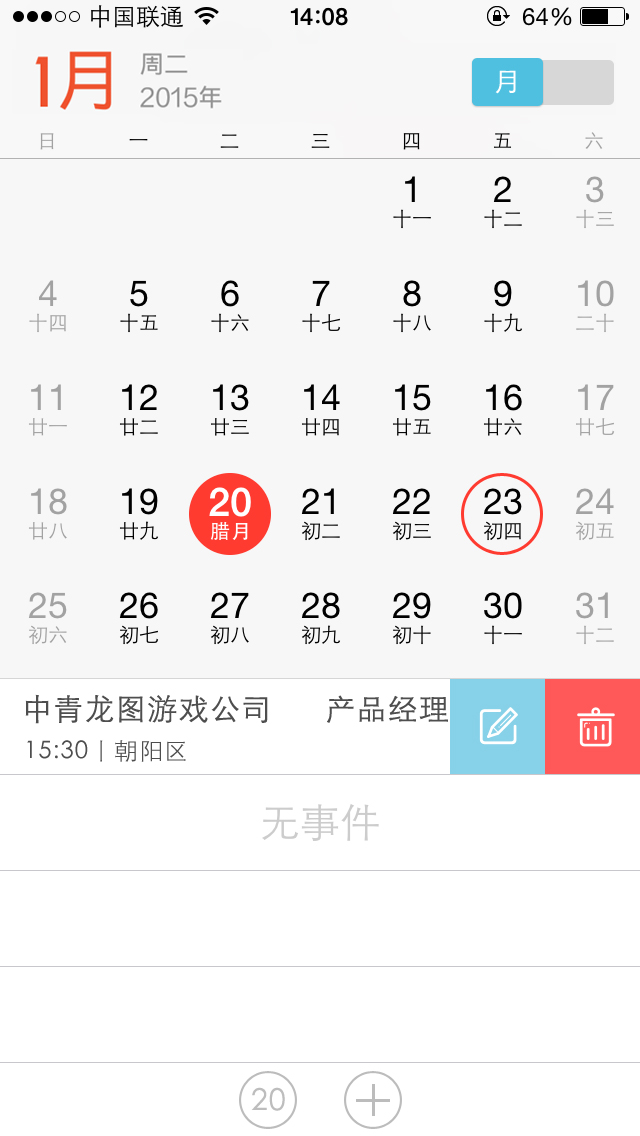 中国联通 14:08 64%
1月 周二 月
2015年
日 一 二 三 四 五 六
1 2 3
十一 十二 十三
4 5 6 7 8 9 10
十四 十五 十六 十七 十八 十九 二十
11 12 13 14 15 16 17
廿一 廿二 廿三 廿四 廿五 廿六 廿七
18 19 20 21 22 23 24
廿八 廿九 腊月 初二 初三 初四 初五
25 26 27 28 29 30 31
初六 初七 初八 初九 初十 十一 十二
中青龙图游戏公司 产品经理
15:30 | 朝阳区
无事件
20